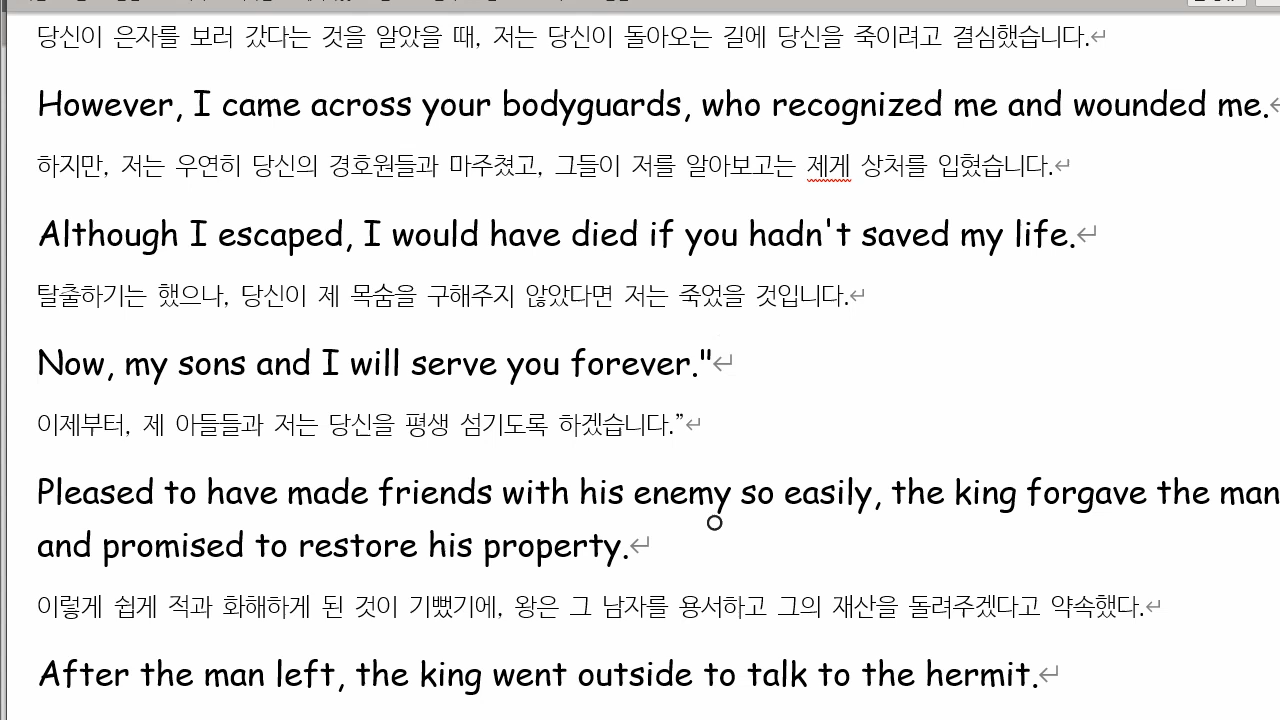 당신이 은자를 보러 갔다는 것을 알았을 때, 저는 당신이 돌아오는 길에 당신을 죽이려고 결심했습니다.
However, I came across your bodyguards, who recognized me and wounded me.
하지만, 저는 우연히 당신의 경호원들과 마주쳤고, 그들이 저를 알아보고는 제게 상처를 입혔습니다.
Although I escaped, I would have died if you hadn't saved my life.
탈출하기는 했으나, 당신이 제 목숨을 구해주지 않았다면 저는 죽었을 것입니다.
Now, my sons and I will serve you forever."
이제부터, 제 아들들과 저는 당신을 평생 섬기도록 하겠습니다.”
Pleased to have made friends with his enemy so easily, the king forgave the man
and promised to restore his property.
이렇게 쉽게 적과 화해하게 된 것이 기뻤기에, 왕은 그 남자를 용서하고 그의 재산을 돌려주겠다고 약속했다.
After the man left, the king went outside to talk to the hermit.